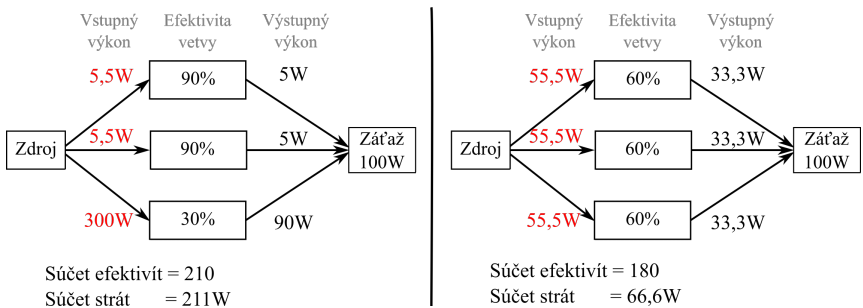 Vstupný Efektivita Výstupný
výkon vetvy výkon
5,5W 90% 5W
Zdroj 5,5W 90% 5W Záťaž
100W
300W 30% 90W
Súčet efektivít = 210
Súčet strát = 211W
Vstupný Efektivita Výstupný
výkon vetvy výkon
55,5W 60% 33,3W
Zdroj 55,5W 60% 33,3W Záťaž
100W
55,5W 60% 33,3W
Súčet efektivít = 180
Súčet strát = 66,6W